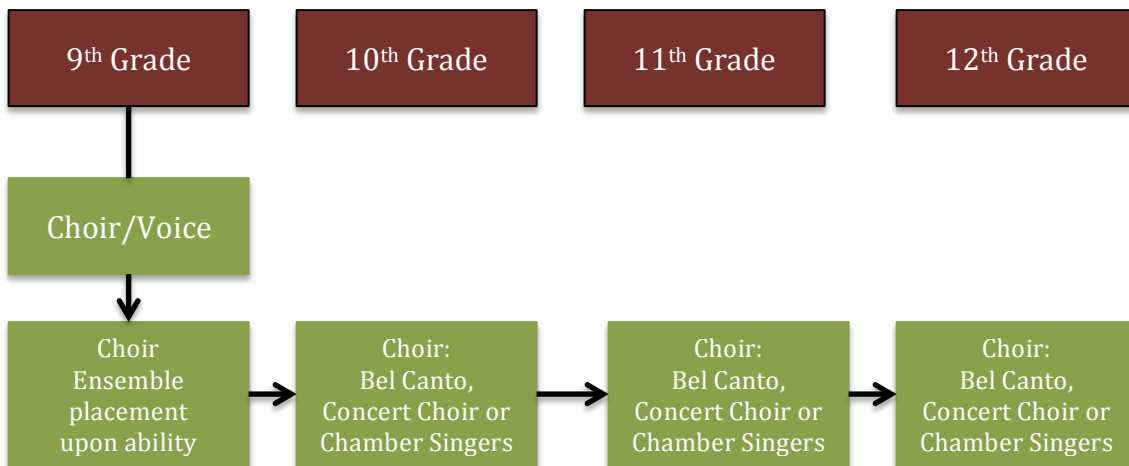 9th Grade
10th Grade
11th Grade
12th Grade
Choir/Voice
Choir
Ensemble
placement
upon ability
Choir:
Bel Canto,
Concert Choir or
Chamber Singers
Choir:
Bel Canto,
Concert Choir or
Chamber Singers
Choir:
Bel Canto,
Concert Choir or
Chamber Singers